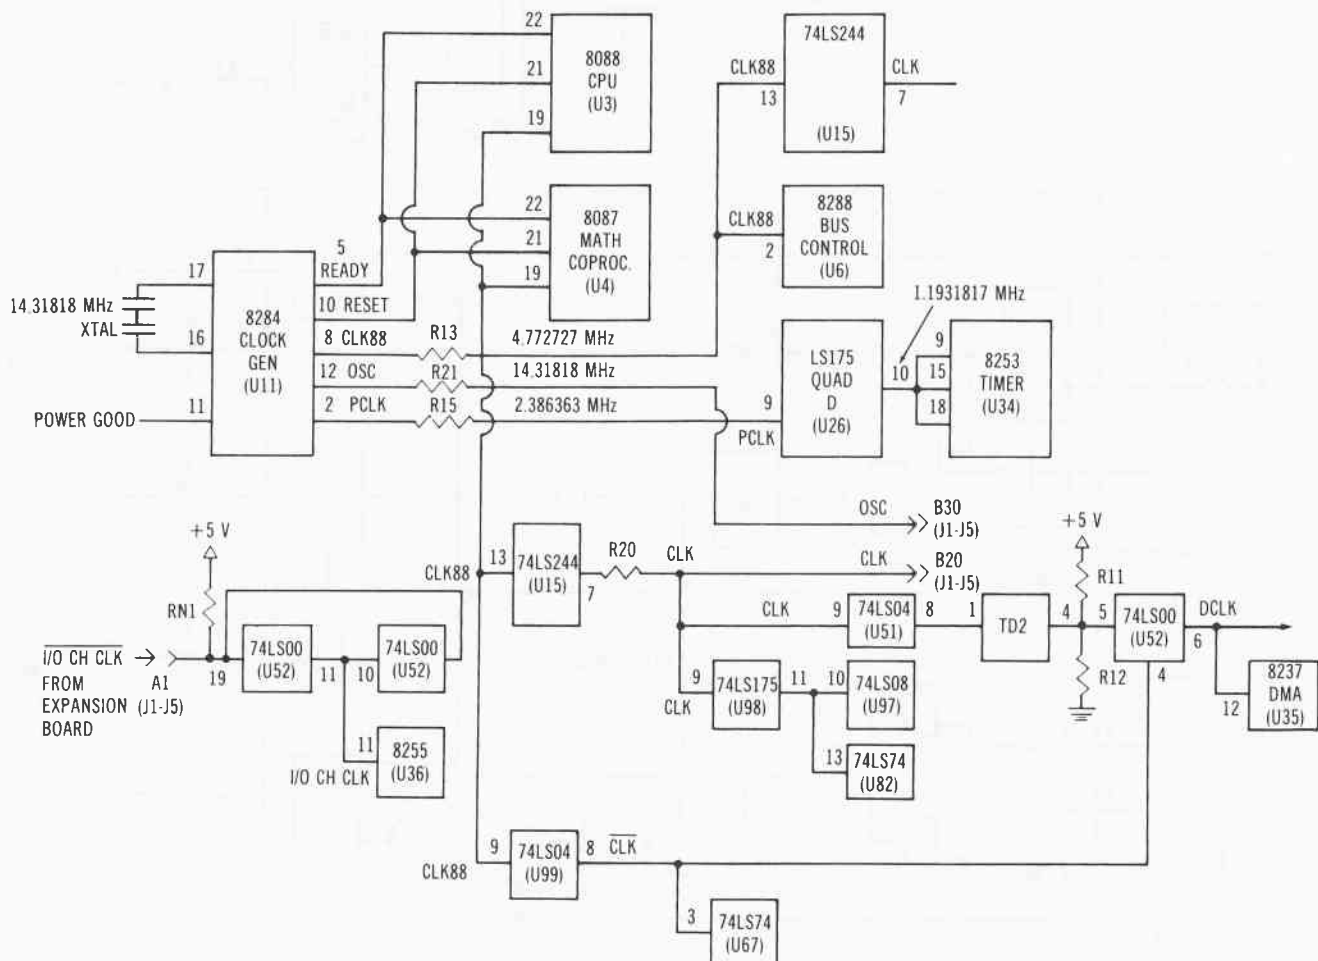 22
8088
CPU
(U3)
21
19
74LS244
(U15)
CLK88
13
CLK
7
22
8087
MATH
COPROC.
(U4)
21
19
CLK88
2
8288
BUS
CONTROL
(U6)
14.31818 MHz
XTAL
17
16
8284
CLOCK
GEN
(U11)
5
READY
10 RESET
8 CLK88
R13
4.772727 MHz
12 OSC
R21
14.31818 MHz
2 PCLK
R15
2.386363 MHz
POWER GOOD
11
9
PCLK
LS175
QUAD
D
(U26)
10
1.1931817 MHz
9
15
18
8253
TIMER
(U34)
OSC
B30
(J1-J5)
CLK
B20
(J1-J5)
+5 V
RN1
I/O CH CLK
FROM
EXPANSION
BOARD
A1
(J1-J5)
19
74LS00
(U52)
11
10
74LS00
(U52)
11
I/O CH CLK
8255
(U36)
CLK88
13
74LS244
(U15)
7
R20
CLK
CLK
9
74LS04
(U51)
8
1
TD2
4
+5 V
R11
R12
5
74LS00
(U52)
4
DCLK
6
12
8237
DMA
(U35)
9
CLK
74LS175
(U98)
11
10
74LS08
(U97)
13
74LS74
(U82)
CLK88
9
74LS04
(U99)
8
CLK
3
74LS74
(U67)